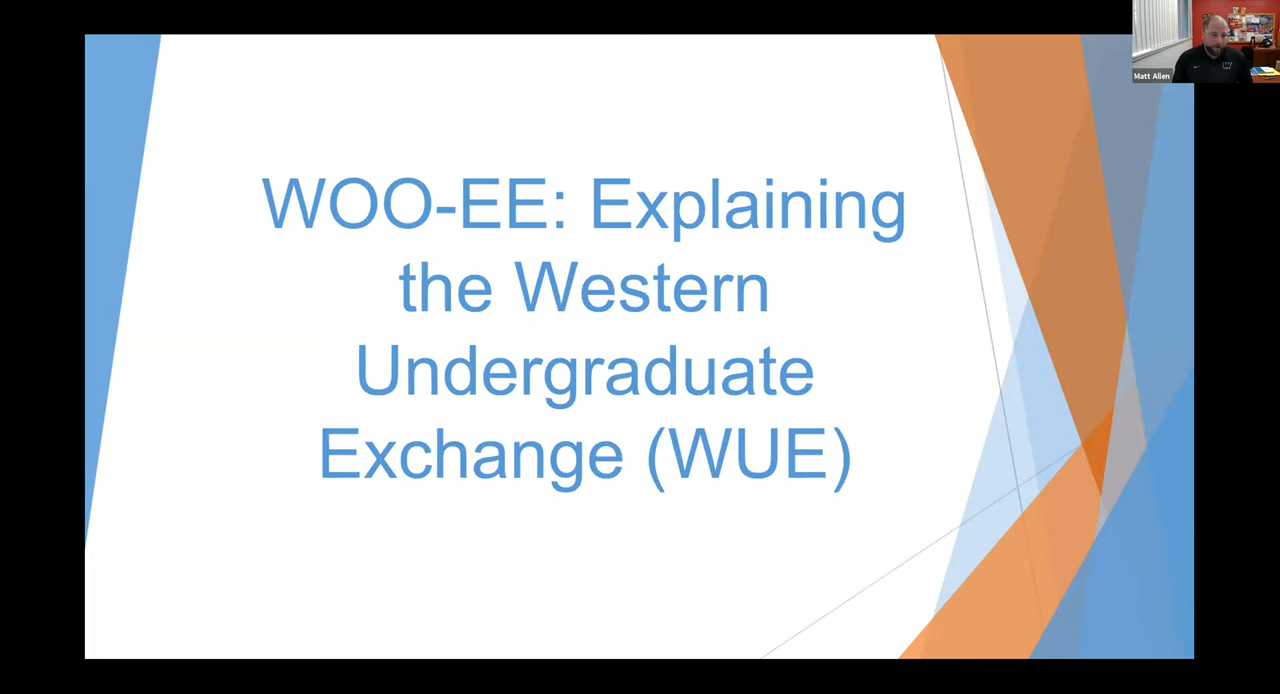 Matt Allen
WOO-EE: Explaining
the Western
Undergraduate
Exchange (WUE)